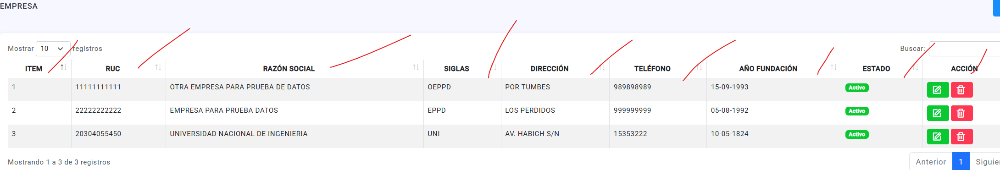 EMPRESA
Mostrar 10 registros Buscar:
ITEM RUC RAZÓN SOCIAL SIGLAS DIRECCIÓN TELÉFONO AÑO FUNDACIÓN ESTADO ACCIÓN
1 11111111111 OTRA EMPRESA PARA PRUEBA DE DATOS OEPPD POR TUMBES 989898989 15-09-1993 Activo
2 22222222222 EMPRESA PARA PRUEBA DATOS EPPD LOS PERDIDOS 999999999 05-08-1992 Activo
3 20304055450 UNIVERSIDAD NACIONAL DE INGENIERIA UNI AV. HABICH S/N 15353222 10-05-1824 Activo
Mostrando 1 a 3 de 3 registros Anterior 1 Siguie